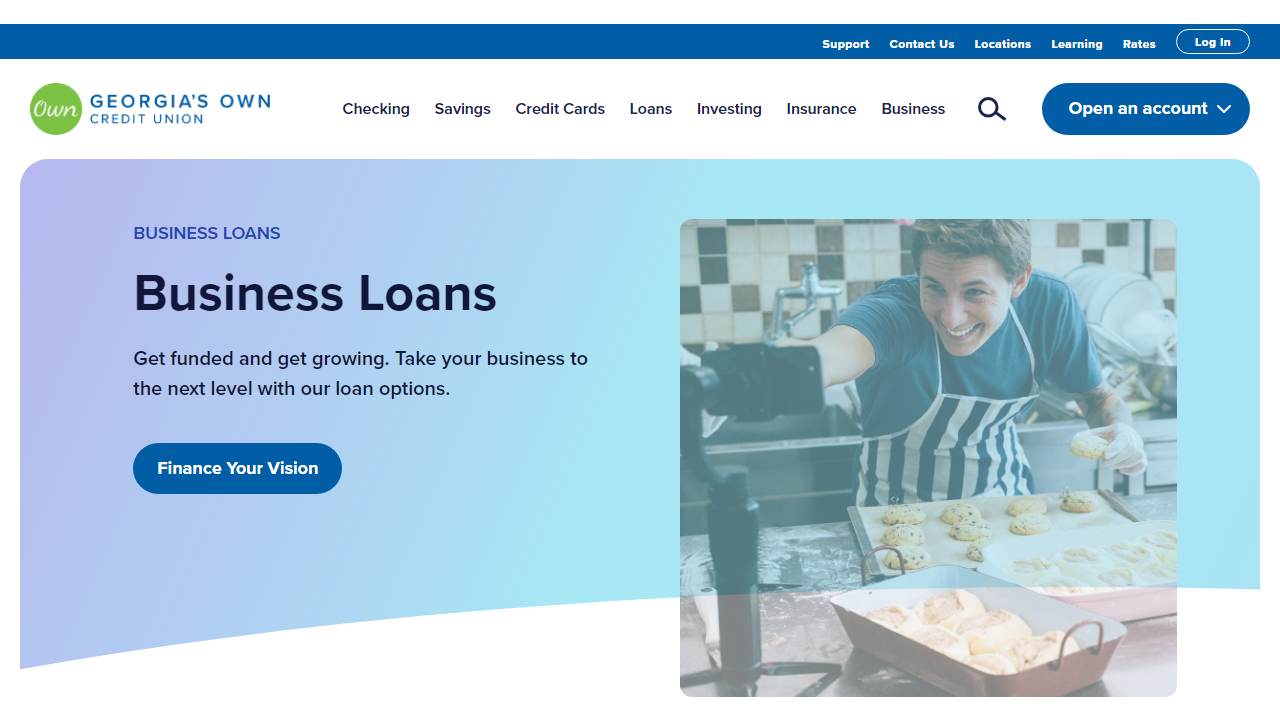 Support Contact Us Locations Learning Rates Log In
Own GEORGIA'S OWN
CREDIT UNION
Checking Savings Credit Cards Loans Investing Insurance Business Open an account
BUSINESS LOANS
Business Loans
Get funded and get growing. Take your business to
the next level with our loan options.
Finance Your Vision